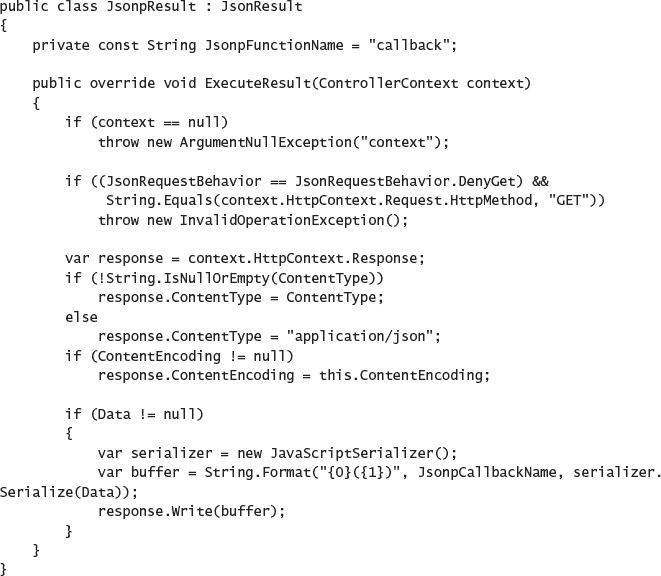 public class JsonpResult : JsonResult
{
    private const String JsonpFunctionName = "callback";

    public override void ExecuteResult(ControllerContext context)
    {
        if (context == null)
            throw new ArgumentNullException("context");

        if ((JsonRequestBehavior == JsonRequestBehavior.DenyGet) &&
             String.Equals(context.HttpContext.Request.HttpMethod, "GET"))
            throw new InvalidOperationException();

        var response = context.HttpContext.Response;
        if (!String.IsNullOrEmpty(ContentType))
            response.ContentType = ContentType;
        else
            response.ContentType = "application/json";
        if (ContentEncoding != null)
            response.ContentEncoding = this.ContentEncoding;

        if (Data != null)
        {
            var serializer = new JavaScriptSerializer();
            var buffer = String.Format("{0}({1})", JsonpCallbackName, serializer.
Serialize(Data));
            response.Write(buffer);
        }
    }
}